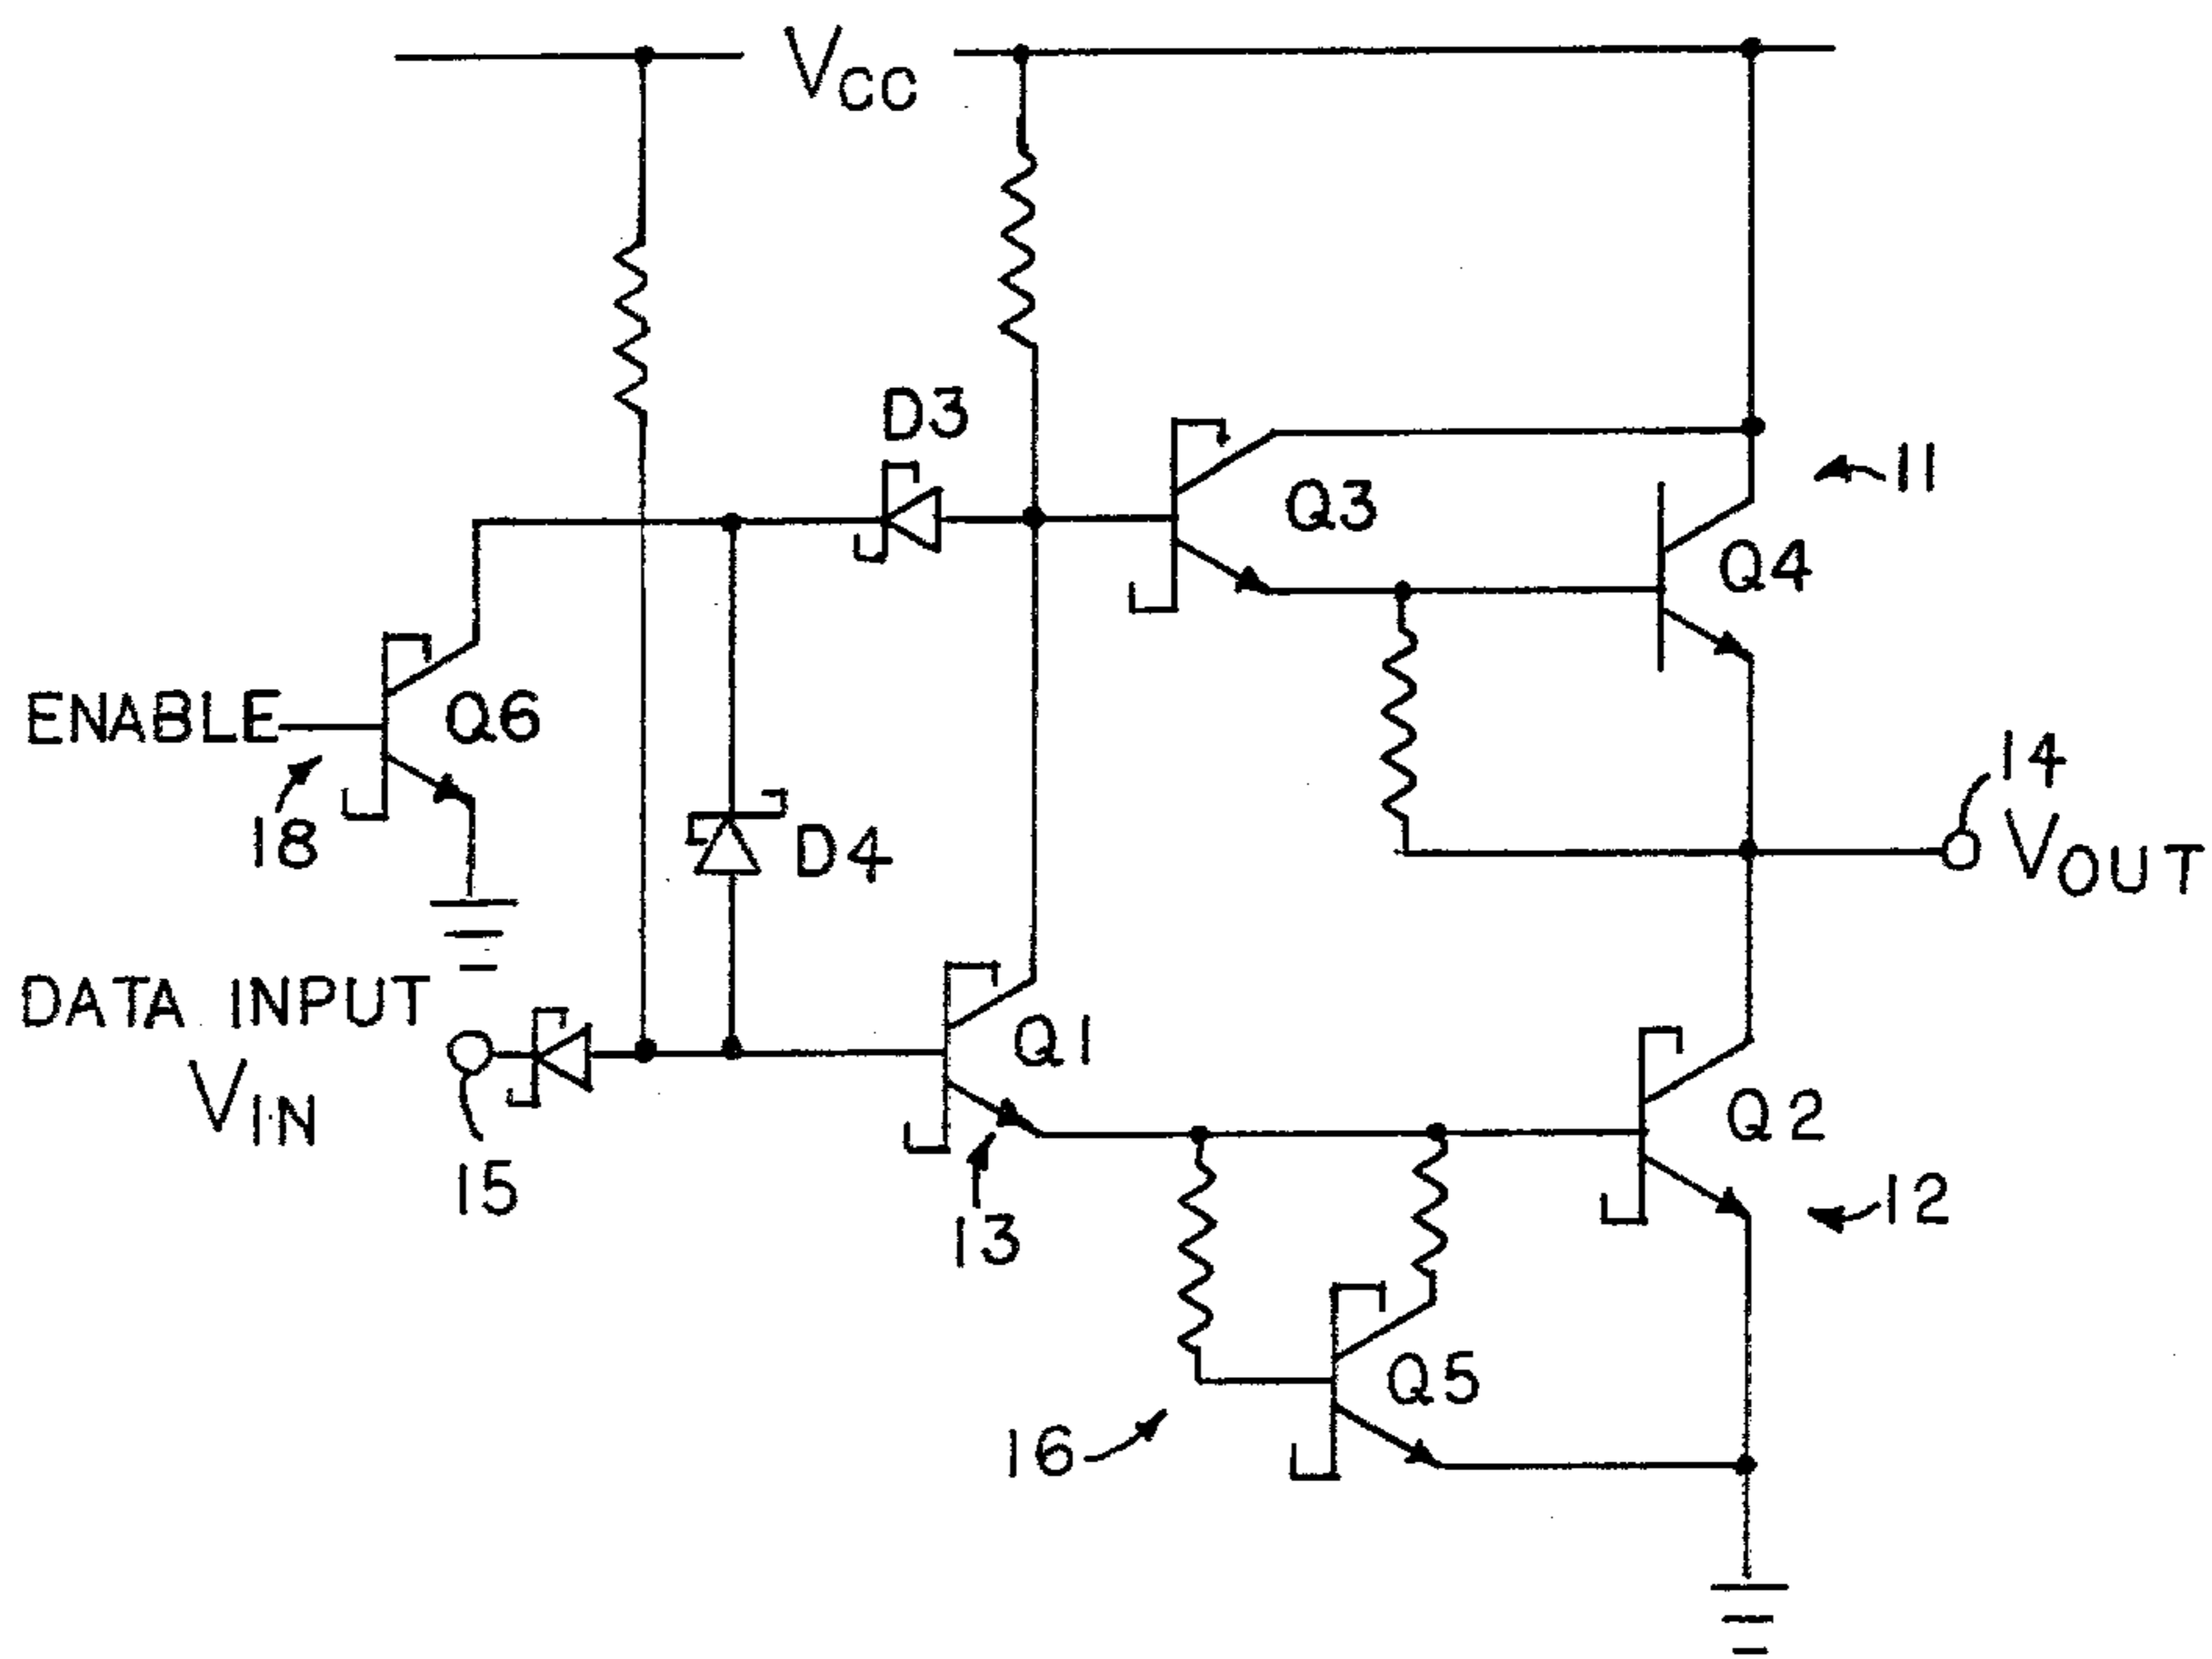 VCC
D3
Q3
11
Q4
ENABLE
Q6
18
14
VOUT
D4
DATA INPUT
VIN
15
Q1
13
Q2
12
Q5
16